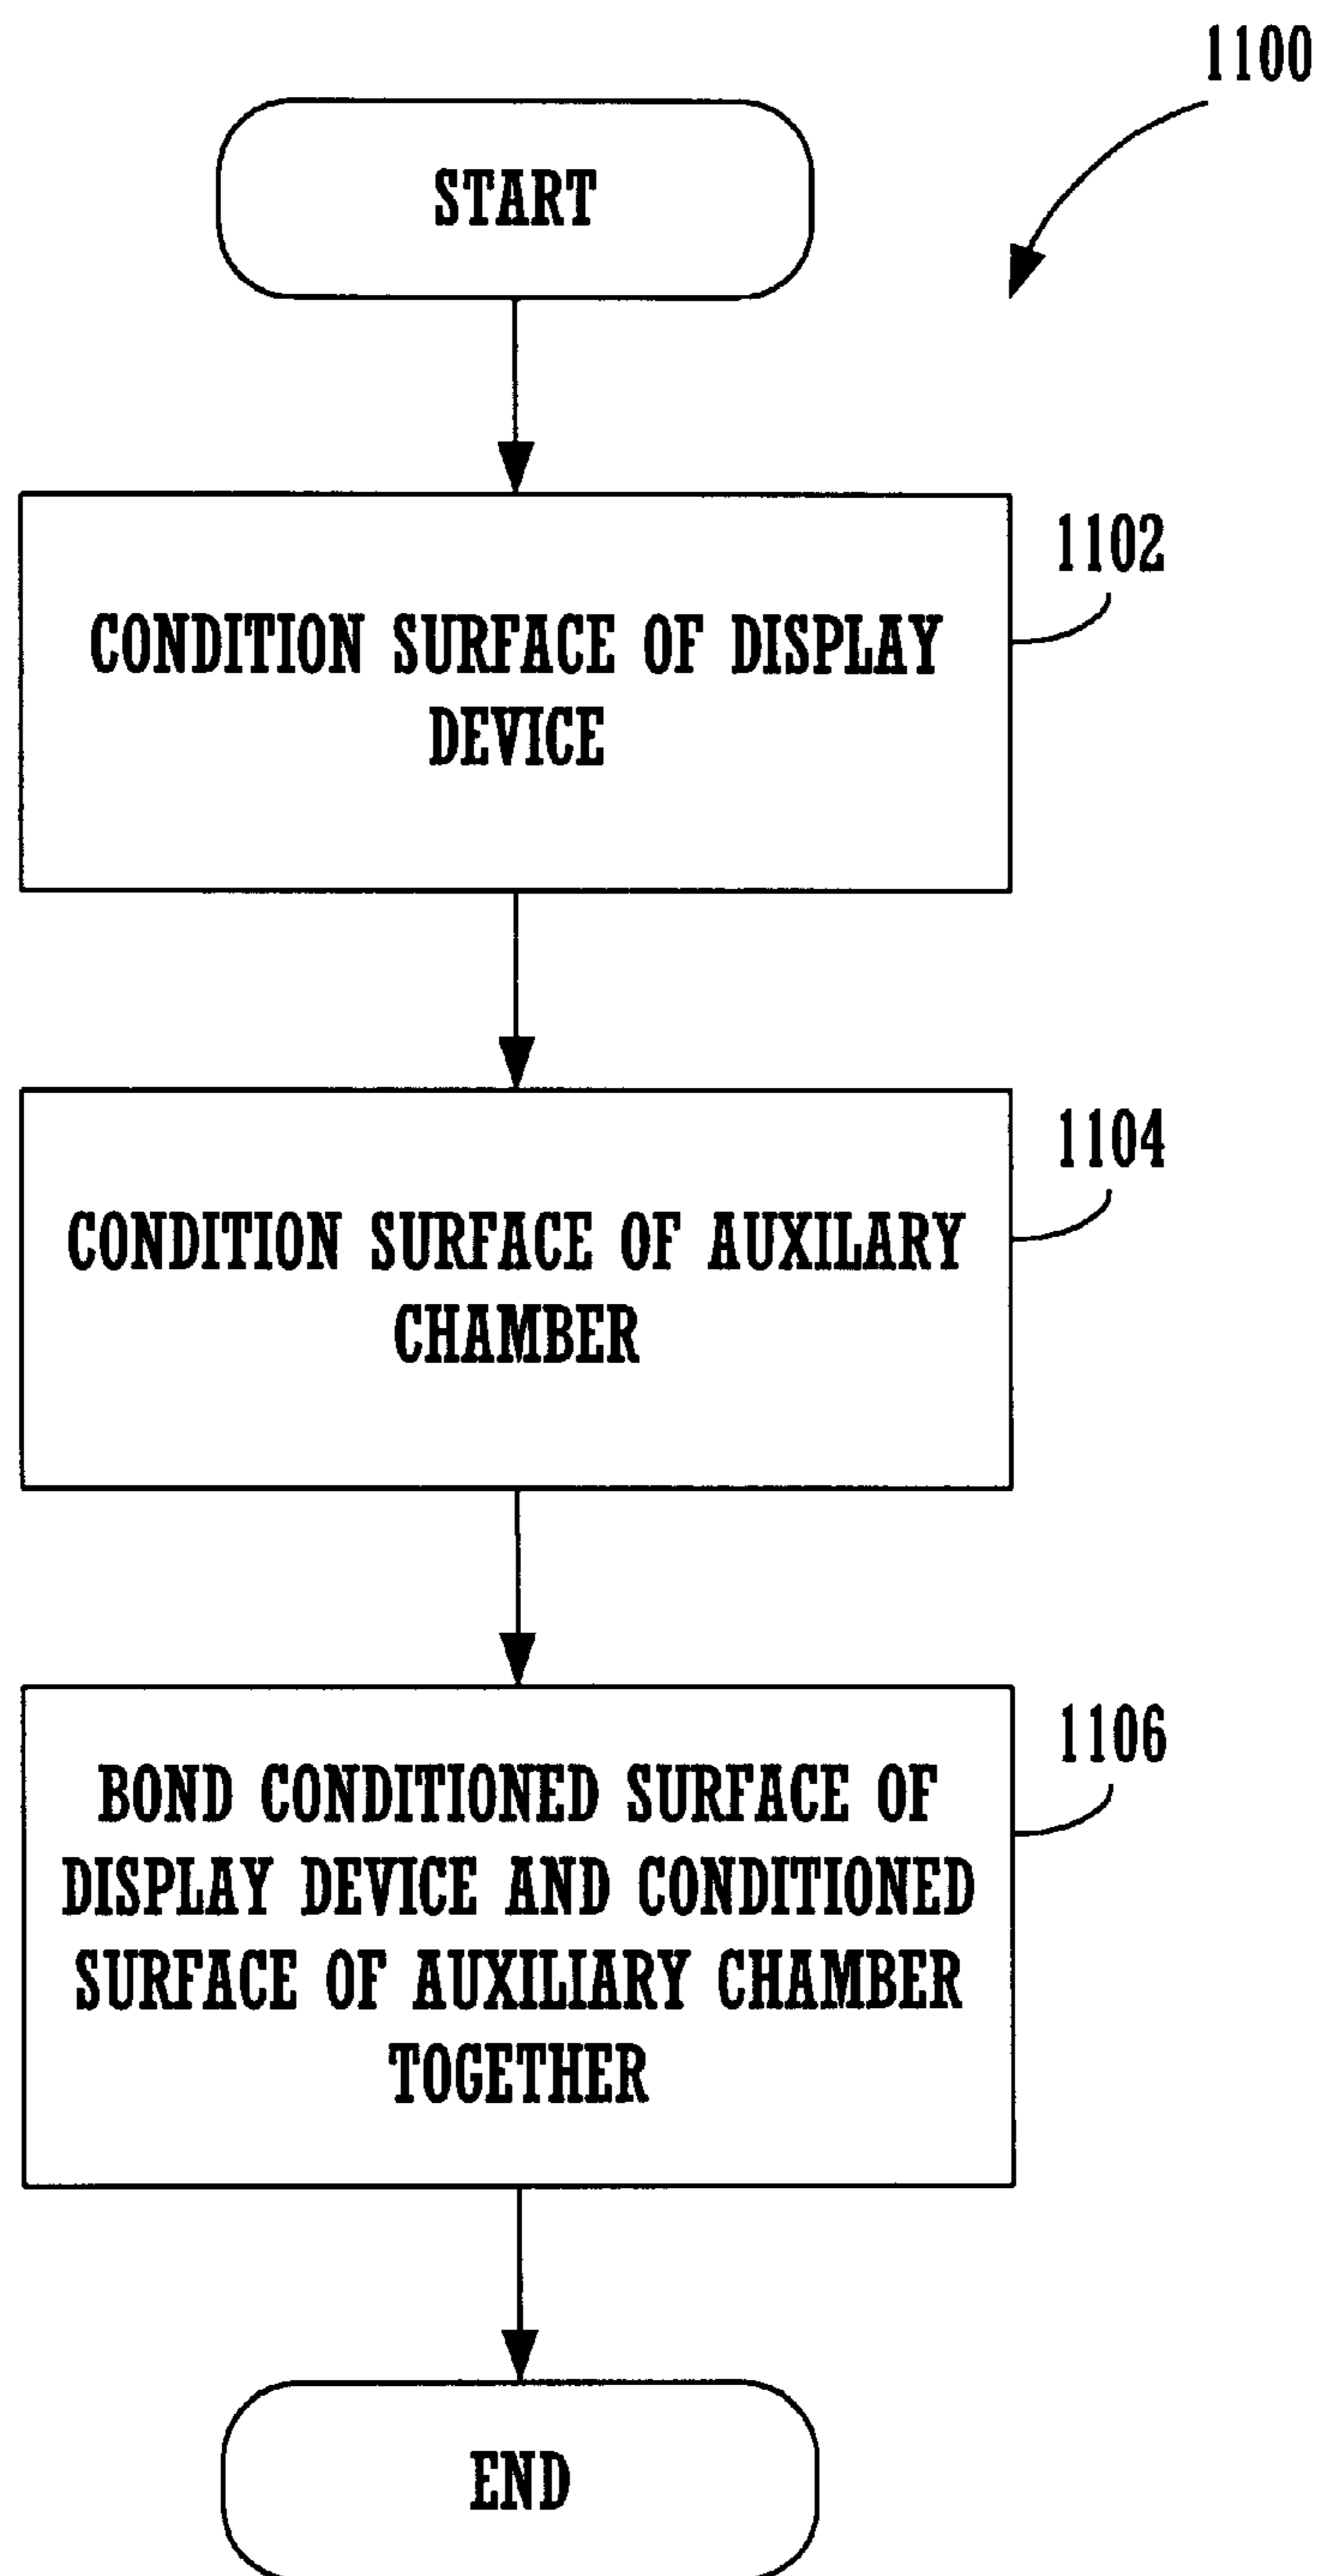 1100
START
1102
CONDITION SURFACE OF DISPLAY
DEVICE
1104
CONDITION SURFACE OF AUXILARY
CHAMBER
1106
BOND CONDITIONED SURFACE OF
DISPLAY DEVICE AND CONDITIONED
SURFACE OF AUXILIARY CHAMBER
TOGETHER
END